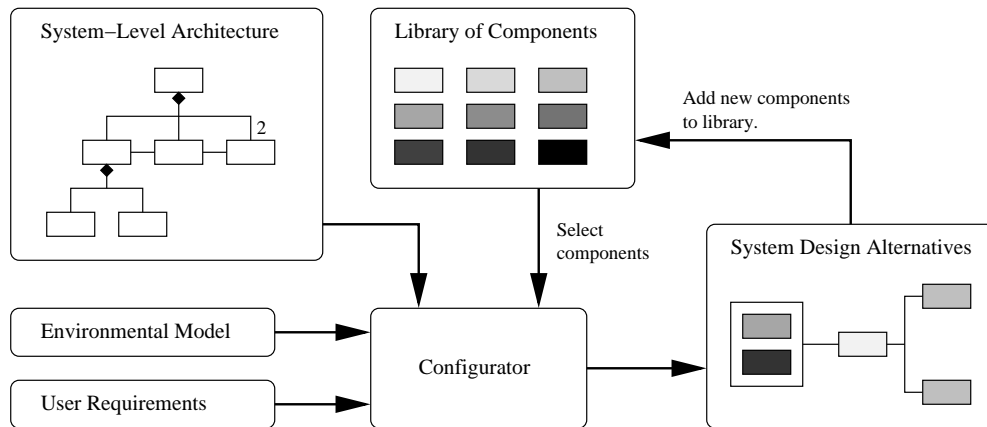 System−Level Architecture
2
Library of Components
Add new components
to library.
Select
components
System Design Alternatives
Environmental Model
User Requirements
Configurator